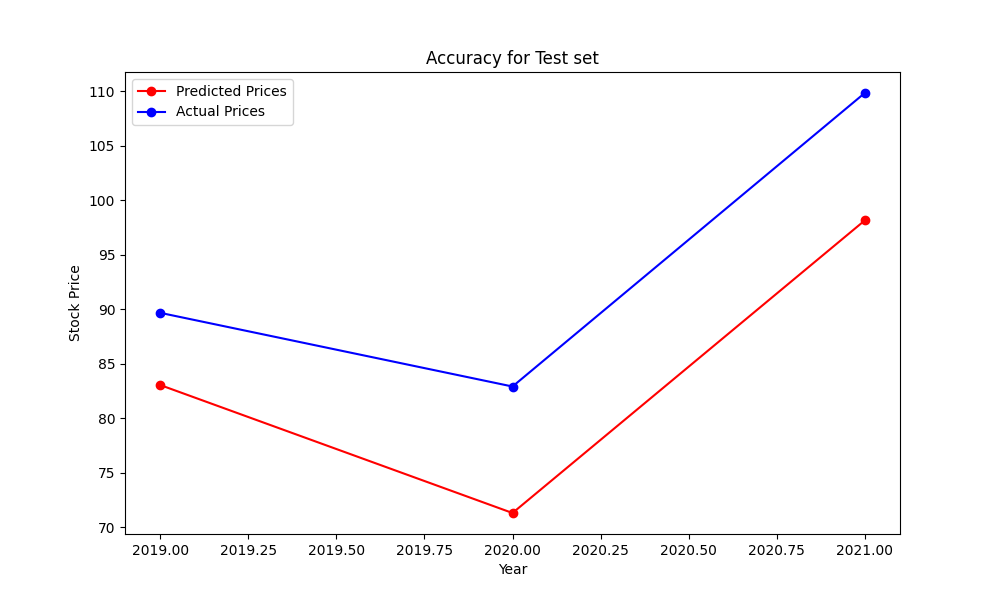 Accuracy for Test set
Predicted Prices
Actual Prices
110
105
100
95
90
85
80
75
70
Stock Price
2019.00 2019.25 2019.50 2019.75 2020.00 2020.25 2020.50 2020.75 2021.00
Year